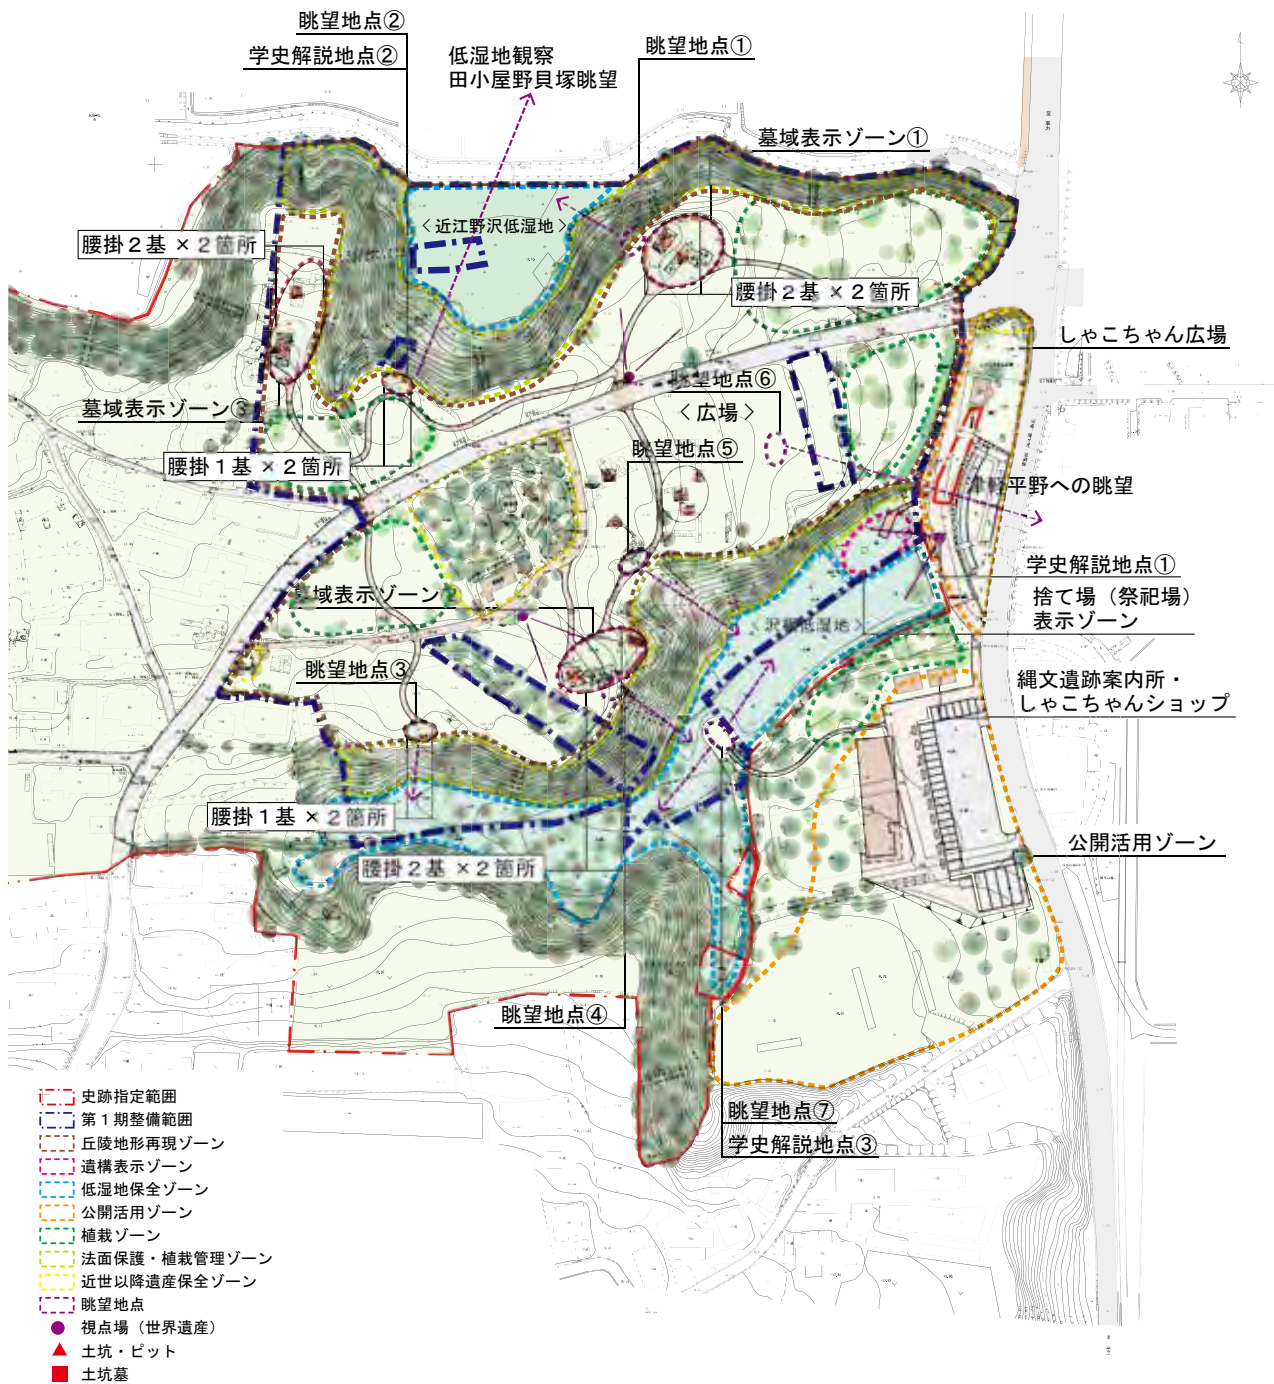 眺望地点②
学史解説地点②
低湿地観察
田小屋野貝塚眺望
眺望地点①
墓域表示ゾーン①
〈近江野沢低湿地〉
腰掛2基 × 2箇所
腰掛2基 × 2箇所
しゃこちゃん広場
眺望地点⑥
〈広場〉
墓域表示ゾーン③
腰掛1基 × 2箇所
眺望地点⑤
平野への眺望
学史解説地点①
捨て場（祭祀場）
表示ゾーン
墓域表示ゾーン②
低湿地〉
眺望地点③
縄文遺跡案内所・
しゃこちゃんショップ
腰掛1基 × 2箇所
公開活用ゾーン
腰掛2基 × 2箇所
眺望地点④
眺望地点⑦
学史解説地点③
史跡指定範囲
第1期整備範囲
丘陵地形再現ゾーン
遺構表示ゾーン
低湿地保全ゾーン
公開活用ゾーン
植栽ゾーン
法面保護・植栽管理ゾーン
近世以降遺産保全ゾーン
眺望地点
視点場（世界遺産）
土坑・ピット
土坑墓